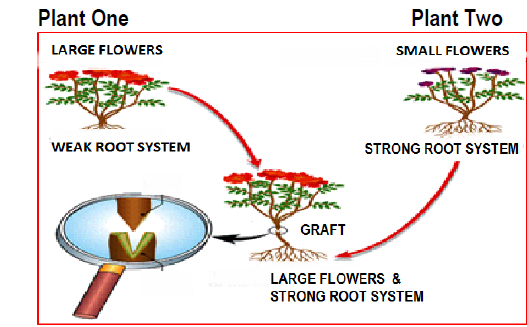 Plant One
Plant Two
LARGE FLOWERS
SMALL FLOWERS
WEAK ROOT SYSTEM
STRONG ROOT SYSTEM
GRAFT
LARGE FLOWERS &
STRONG ROOT SYSTEM